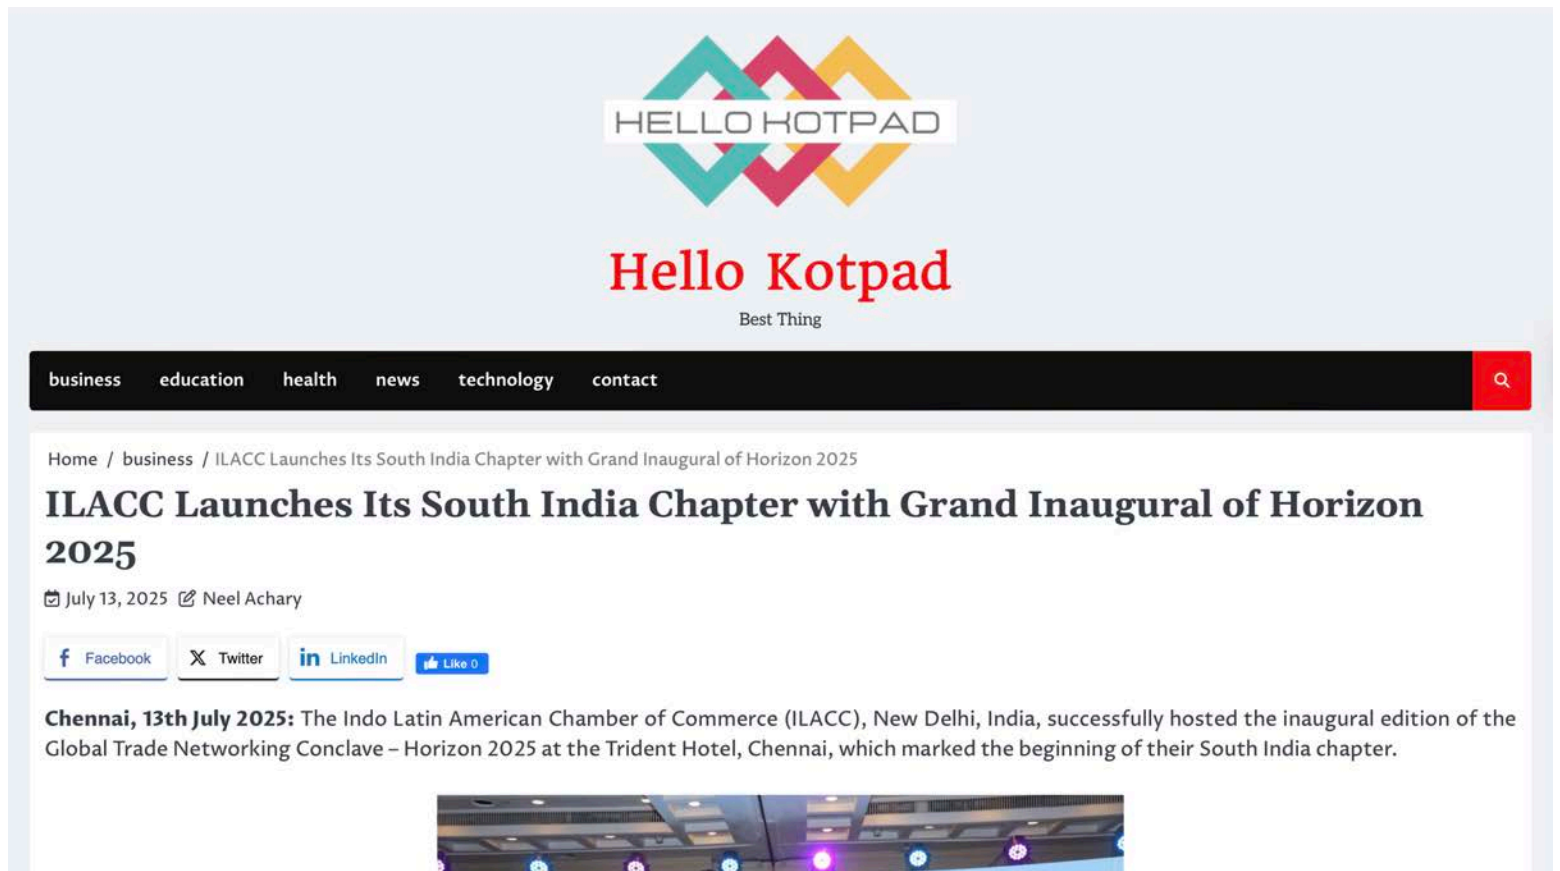 HELLO KOTPAD
Hello Kotpad
Best Thing
business education health news technology contact
Home / business / ILACC Launches Its South India Chapter with Grand Inaugural of Horizon 2025
ILACC Launches Its South India Chapter with Grand Inaugural of Horizon
2025
July 13, 2025 Neel Achary
Facebook Twitter LinkedIn Like 0
Chennai, 13th July 2025: The Indo Latin American Chamber of Commerce (ILACC), New Delhi, India, successfully hosted the inaugural edition of the
Global Trade Networking Conclave – Horizon 2025 at the Trident Hotel, Chennai, which marked the beginning of their South India chapter.